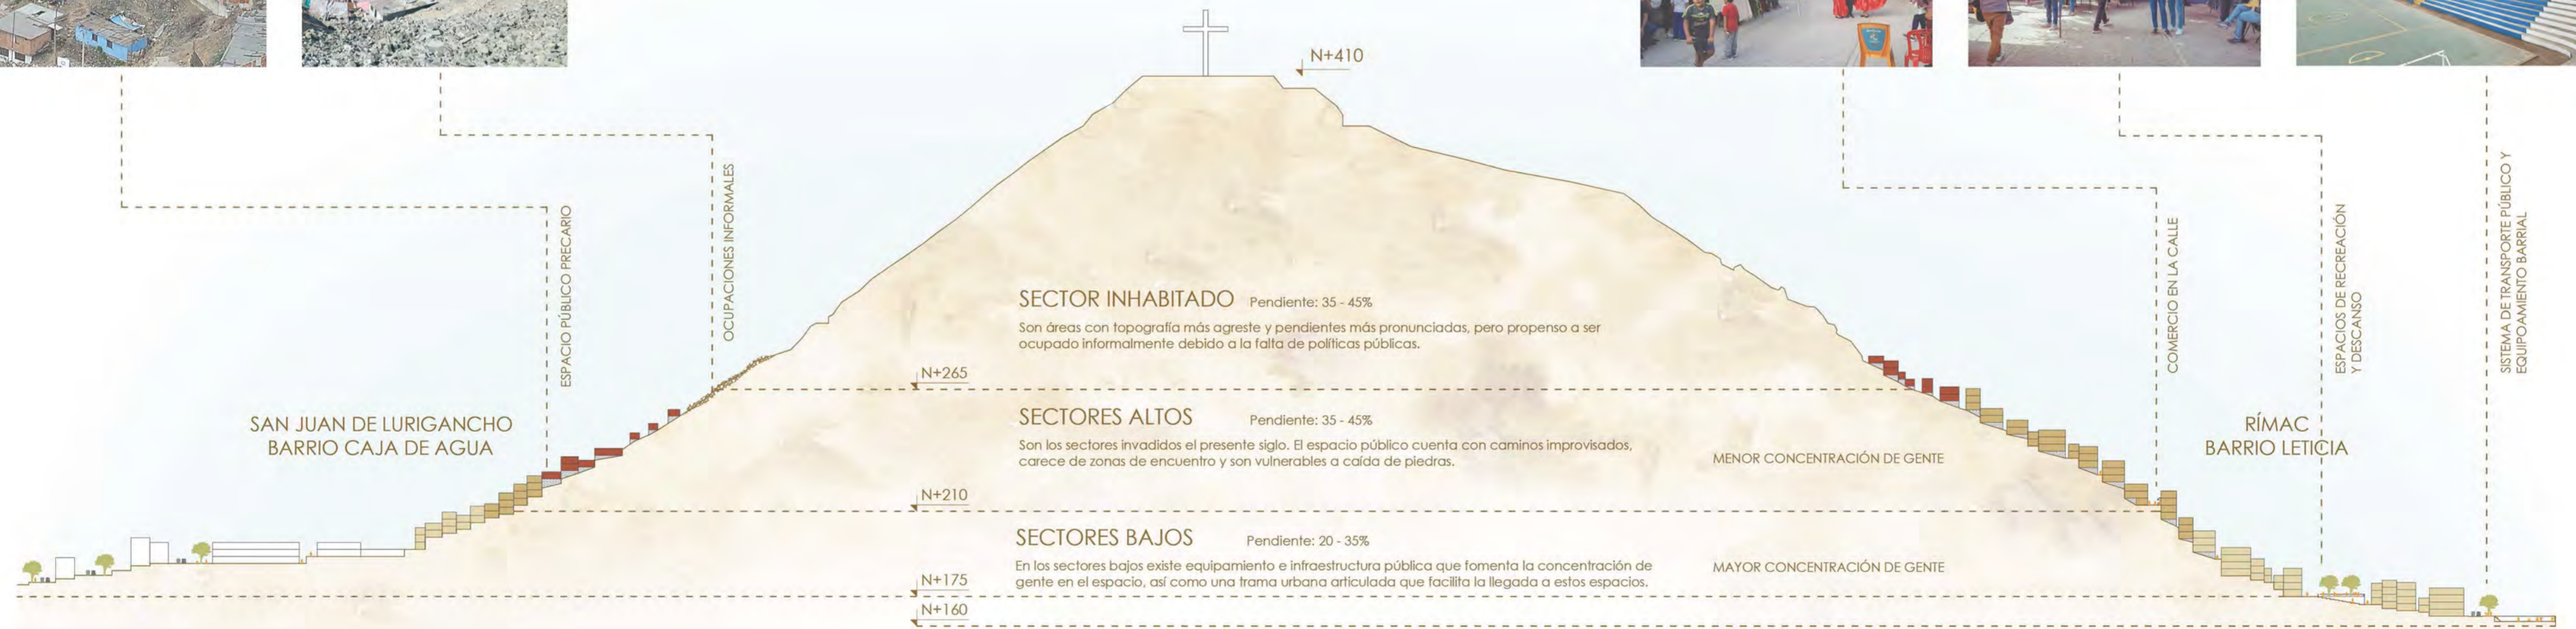 N+410
ESPACIO PÚBLICO PRECARIO
OCUPACIONES INFORMALES
COMERCIO EN LA CALLE
ESPACIOS DE RECREACIÓN
Y DESCANSO
SISTEMA DE TRANSPORTE PÚBLICO Y
EQUIPOAMIENTO BARRIAL
SECTOR INHABITADO Pendiente: 35 - 45%
Son áreas con topografía más agreste y pendientes más pronunciadas, pero propenso a ser
ocupado informalmente debido a la falta de políticas públicas.
N+265
SAN JUAN DE LURIGANCHO
BARRIO CAJA DE AGUA
SECTORES ALTOS Pendiente: 35 - 45%
Son los sectores invadidos el presente siglo. El espacio público cuenta con caminos improvisados,
carece de zonas de encuentro y son vulnerables a caída de piedras.
MENOR CONCENTRACIÓN DE GENTE
RÍMAC
BARRIO LETICIA
N+210
SECTORES BAJOS Pendiente: 20 - 35%
En los sectores bajos existe equipamiento e infraestructura pública que fomenta la concentración de
gente en el espacio, así como una trama urbana articulada que facilita la llegada a estos espacios.
MAYOR CONCENTRACIÓN DE GENTE
N+175
N+160